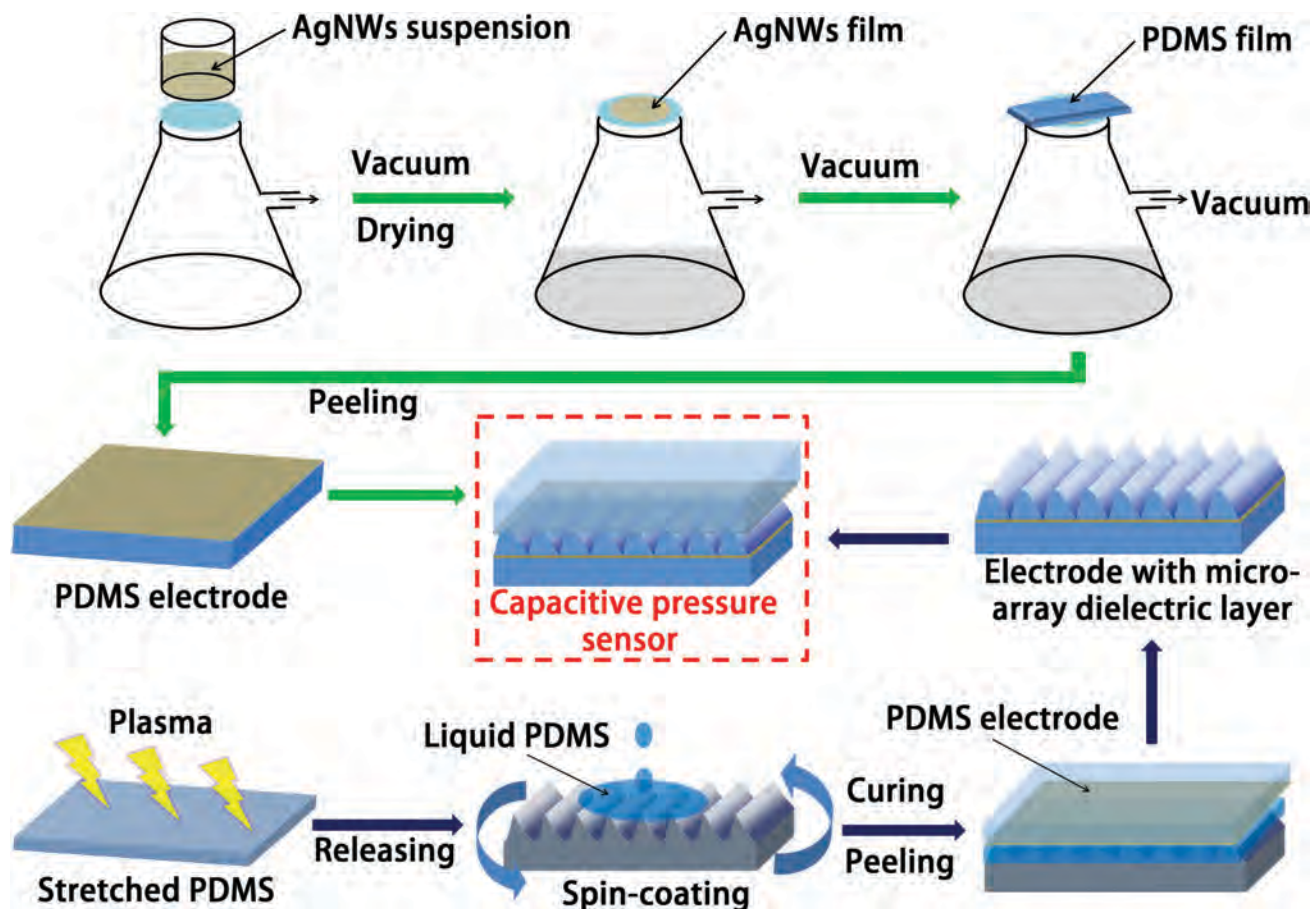 AgNWs suspension
AgNWs film
PDMS film
Vacuum
Drying
Vacuum
Vacuum
Peeling
PDMS electrode
Capacitive pressure
sensor
Electrode with micro-
array dielectric layer
Plasma
Stretched PDMS
Releasing
Liquid PDMS
Spin-coating
Curing
Peeling
PDMS electrode